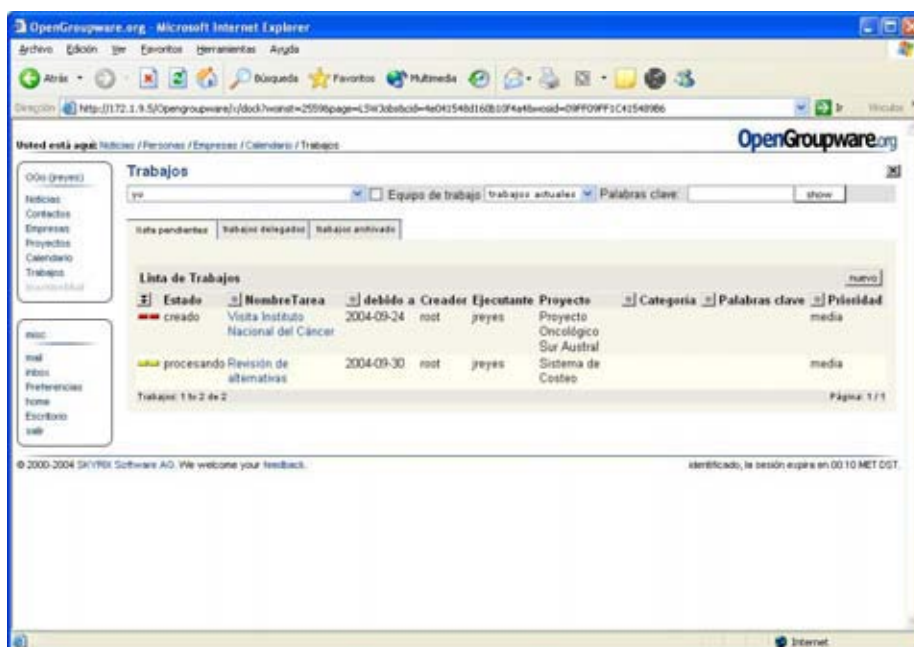 OpenGroupware.org - Microsoft Internet Explorer
Archivo Edición Ver Favoritos Herramientas Ayuda
Atrás Búsqueda Favoritos Multimedia
Dirección Ir Vínculos
Usted está aquí: Noticias / Personas / Empresas / Calendario / Trabajos
OpenGroupware.org
OGo (jreyes)
Noticias
Contactos
Empresas
Proyectos
Calendario
Trabajos
misc
mail
inbox
Preferencias
home
Escritorio
salir
Trabajos
yo Equipo de trabajo trabajos actuales Palabras clave: show
lista pendientes trabajos delegados trabajos archivado
Lista de Trabajos nuevo
Estado NombreTarea debido a Creador Ejecutante Proyecto Categoría Palabras clave Prioridad
creado Visita Instituto Nacional del Cáncer 2004-09-24 root jreyes Proyecto Oncológico Sur Austral media
procesando Revisión de alternativas 2004-09-30 root jreyes Sistema de Costeo media
Trabajos: 1 to 2 de 2 Página: 1 / 1
© 2000-2004 SKYRIX Software AG. We welcome your feedback. identificado, la sesión expira en 00:10 MET DST.
Internet